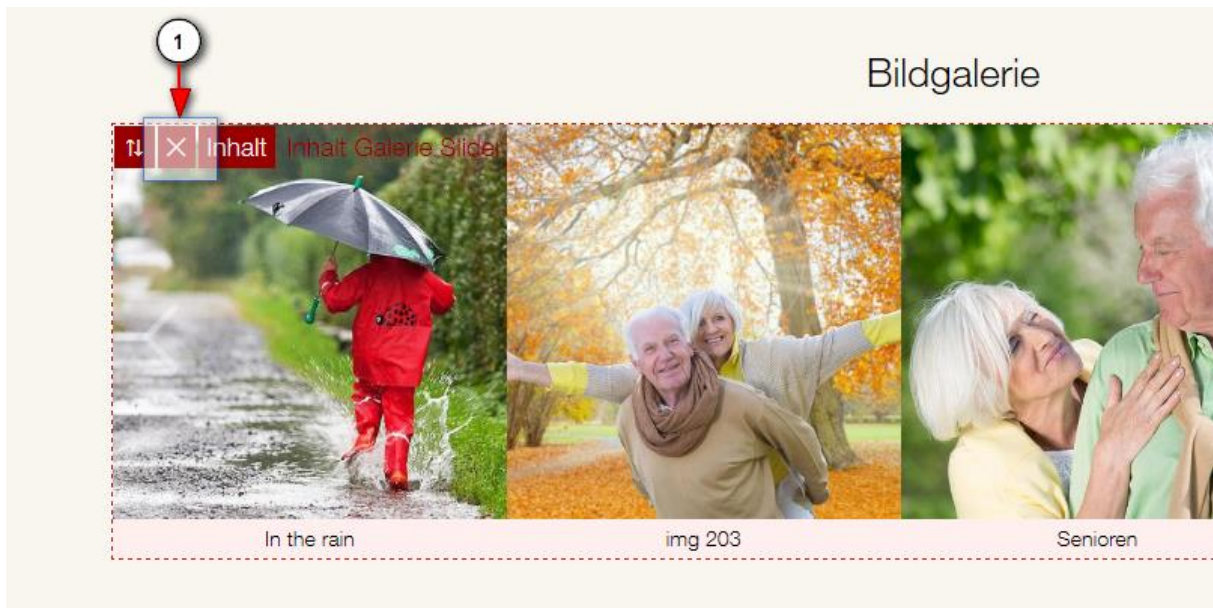 1
Bildgalerie
Inhalt Inhalt Galerie Slider
In the rain
img 203
Senioren